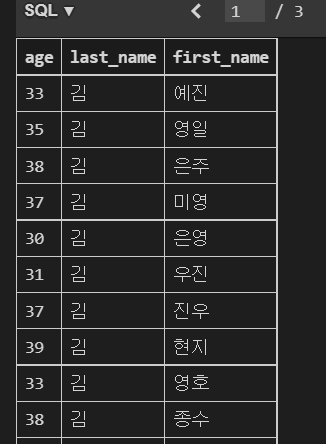 SQL ▼ < 1 / 3
age last_name first_name
33 김 예진
35 김 영일
38 김 은주
37 김 미영
30 김 은영
31 김 우진
37 김 진우
39 김 현지
33 김 영호
38 김 종수